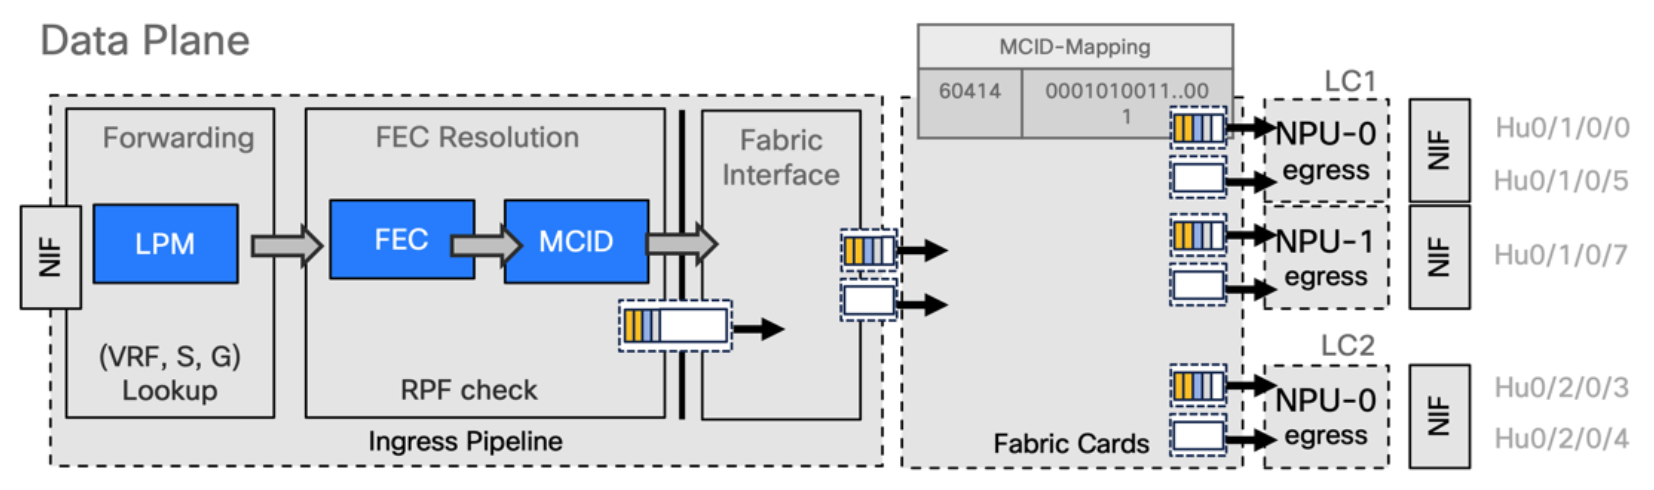 Data Plane
MCID-Mapping
60414
0001010011..00
1
Forwarding
LPM
(VRF, S, G)
Lookup
NIF
FEC Resolution
FEC
MCID
RPF check
Fabric
Interface
Ingress Pipeline
Fabric Cards
LC1
NPU-0
egress
NIF
Hu0/1/0/0
Hu0/1/0/5
NPU-1
egress
NIF
Hu0/1/0/7
LC2
NPU-0
egress
NIF
Hu0/2/0/3
Hu0/2/0/4